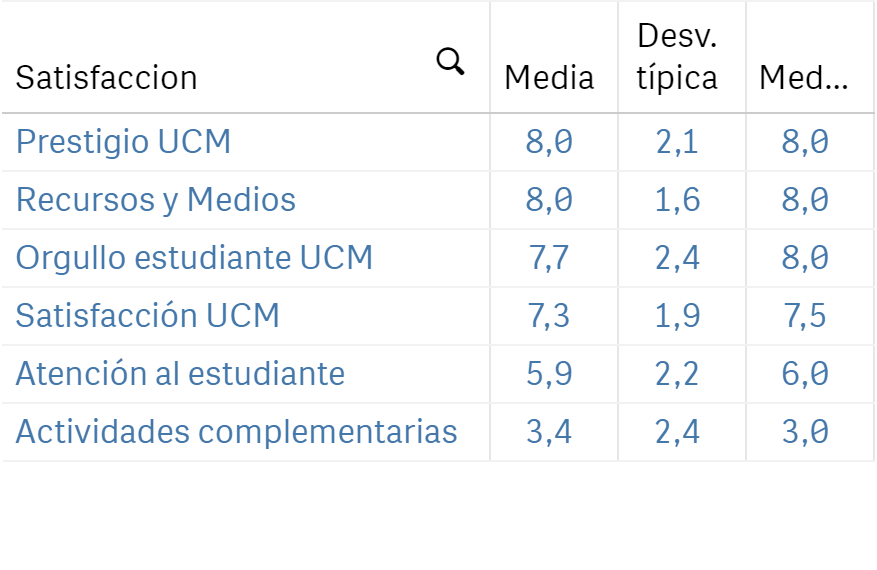 Satisfaccion Media Desv. típica Med...
Prestigio UCM 8,0 2,1 8,0
Recursos y Medios 8,0 1,6 8,0
Orgullo estudiante UCM 7,7 2,4 8,0
Satisfacción UCM 7,3 1,9 7,5
Atención al estudiante 5,9 2,2 6,0
Actividades complementarias 3,4 2,4 3,0